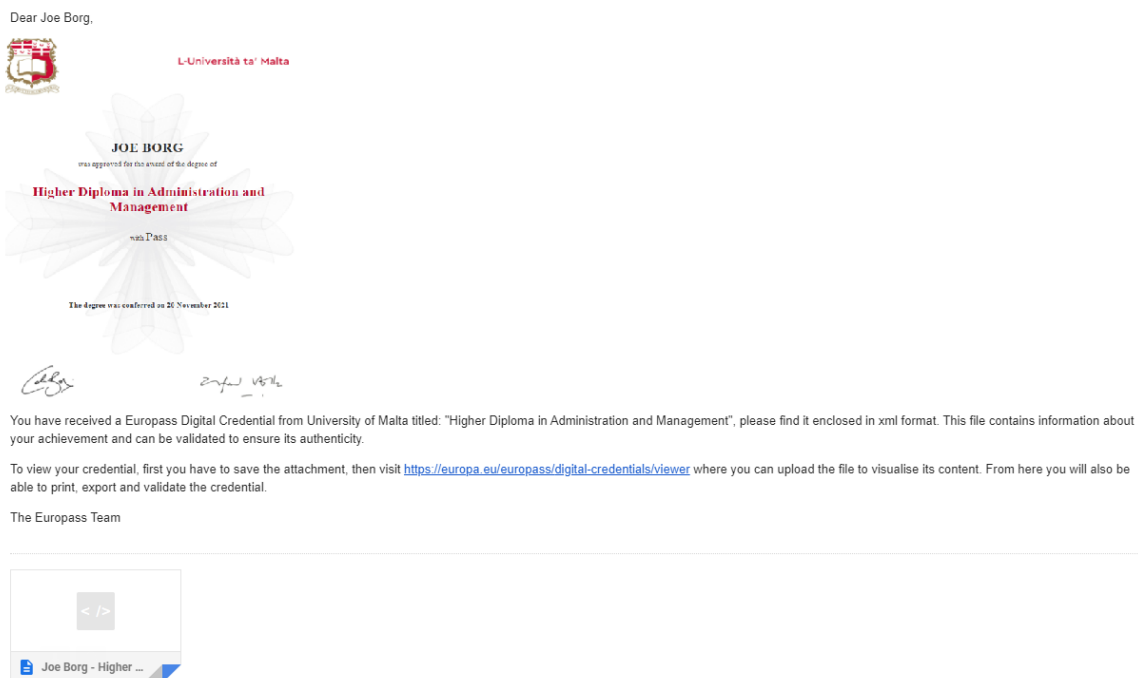 Dear Joe Borg,
L-Università ta' Malta
JOE BORG
was approved for the award of the degree of
Higher Diploma in Administration and
Management
with Pass
The degree was conferred on 20 November 2021
You have received a Europass Digital Credential from University of Malta titled: "Higher Diploma in Administration and Management", please find it enclosed in xml format. This file contains information about
your achievement and can be validated to ensure its authenticity.
To view your credential, first you have to save the attachment, then visit https://europa.eu/europass/digital-credentials/viewer where you can upload the file to visualise its content. From here you will also be
able to print, export and validate the credential.
The Europass Team
< />
Joe Borg - Higher ...